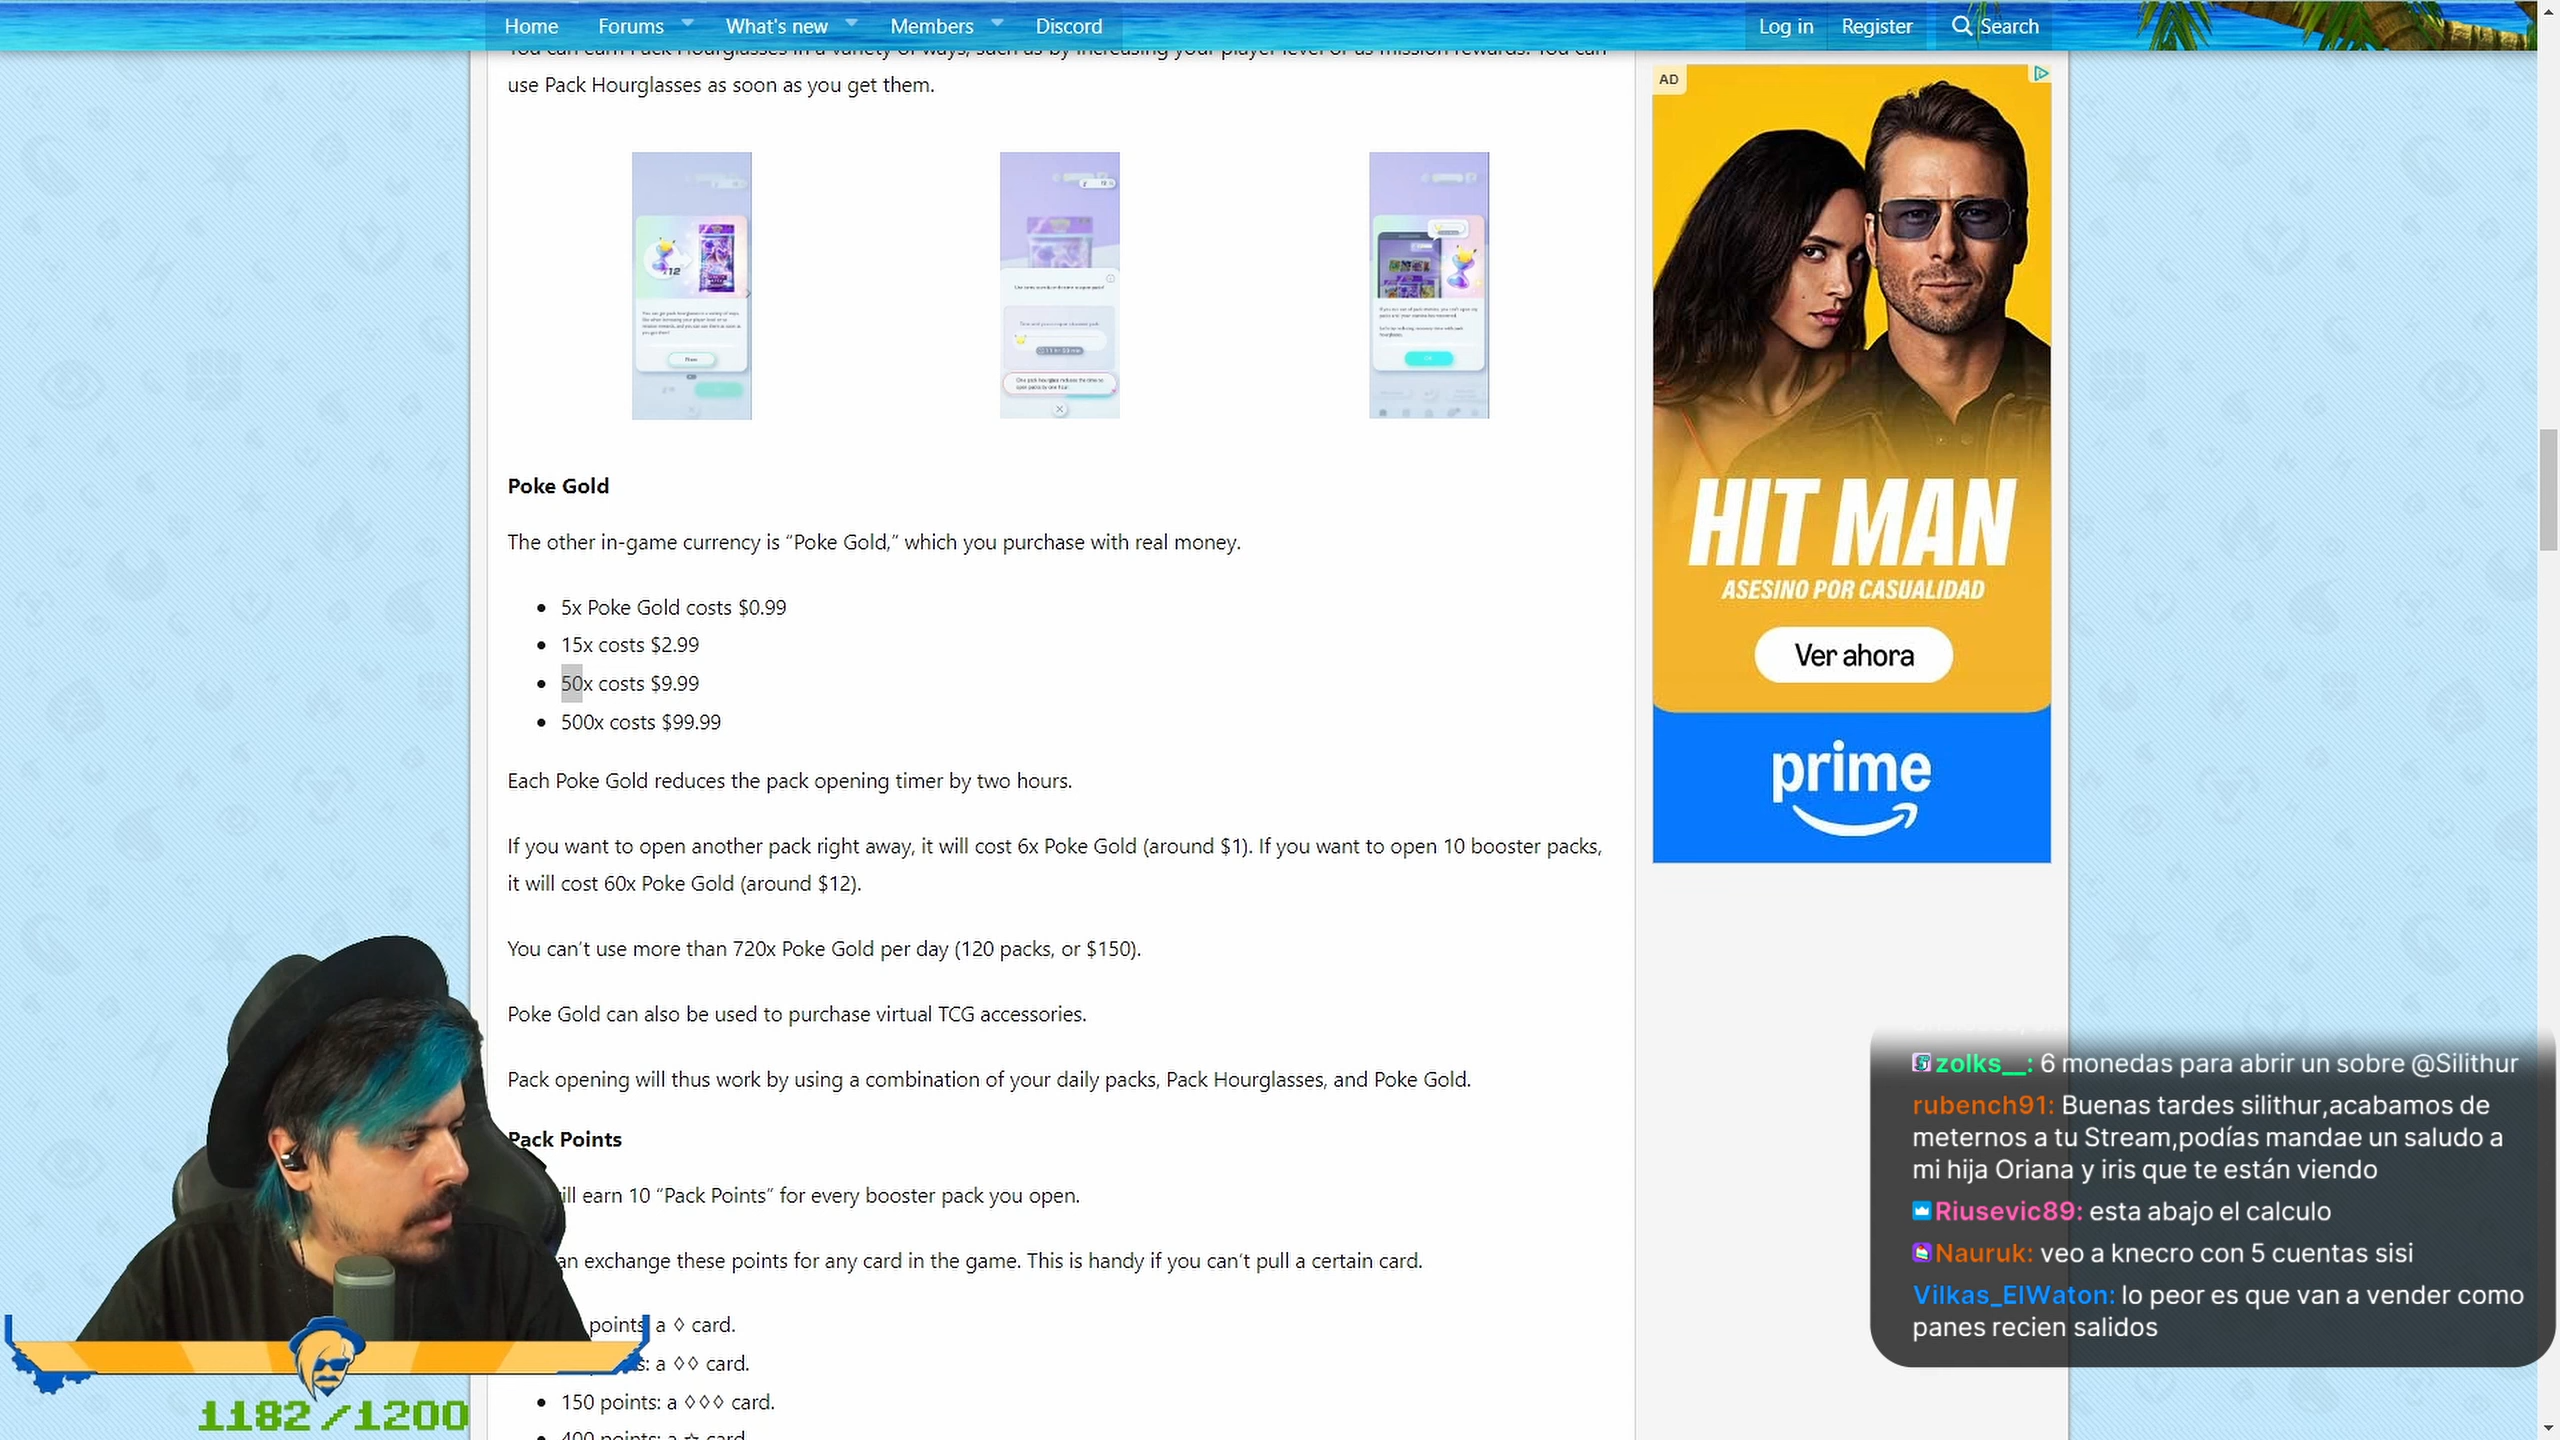 Home Forums What's new Members Discord Log in Register Search
use Pack Hourglasses as soon as you get them.
Poke Gold
The other in-game currency is “Poke Gold,” which you purchase with real money.
• 5x Poke Gold costs $0.99
• 15x costs $2.99
• 50x costs $9.99
• 500x costs $99.99
Each Poke Gold reduces the pack opening timer by two hours.
If you want to open another pack right away, it will cost 6x Poke Gold (around $1). If you want to open 10 booster packs,
it will cost 60x Poke Gold (around $12).
You can’t use more than 720x Poke Gold per day (120 packs, or $150).
Poke Gold can also be used to purchase virtual TCG accessories.
Pack opening will thus work by using a combination of your daily packs, Pack Hourglasses, and Poke Gold.
Pack Points
earn 10 “Pack Points” for every booster pack you open.
exchange these points for any card in the game. This is handy if you can’t pull a certain card.
points: a ◊ card.
a ◊◊ card.
• 150 points: a ◊◊◊ card.
AD
HIT MAN
ASESINO POR CASUALIDAD
Ver ahora
prime
zolks__: 6 monedas para abrir un sobre @Silithur
rubench91: Buenas tardes silithur,acabamos de
meternos a tu Stream,podías mandae un saludo a
mi hija Oriana y iris que te están viendo
Riusevic89: esta abajo el calculo
Nauruk: veo a knecro con 5 cuentas sisi
Vilkas_ElWaton: lo peor es que van a vender como
panes recien salidos
1182/1200